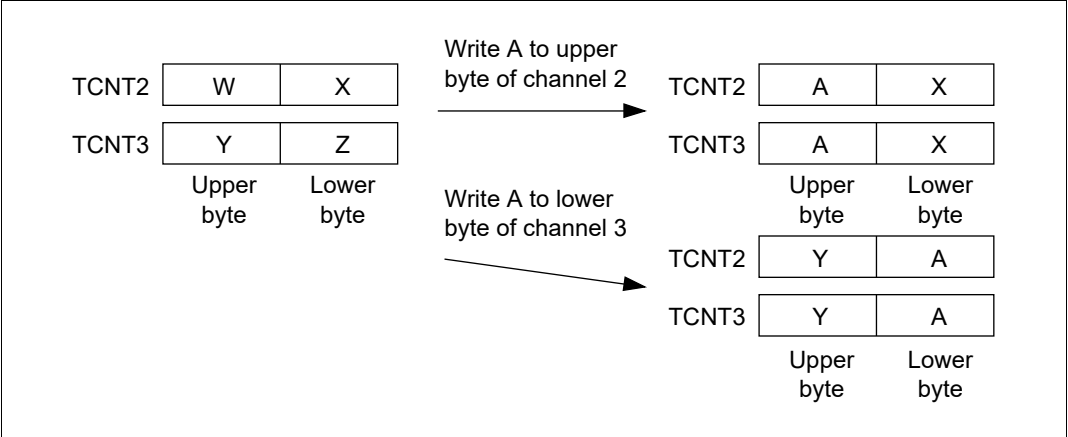 Write A to upper
byte of channel 2
TCNT2 W X
TCNT3 Y Z
Upper byte Lower byte
TCNT2 A X
TCNT3 A X
Upper byte Lower byte
Write A to lower
byte of channel 3
TCNT2 Y A
TCNT3 Y A
Upper byte Lower byte